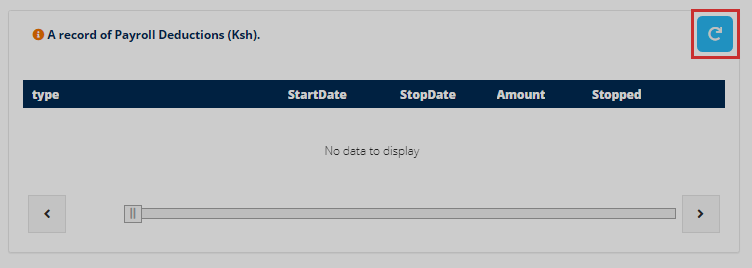 A record of Payroll Deductions (Ksh).
type StartDate StopDate Amount Stopped
No data to display